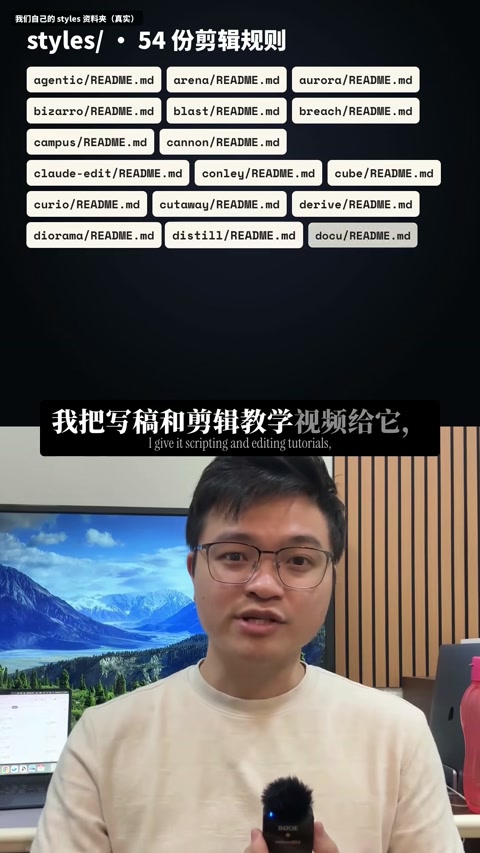 我们自己的 styles 资料夹（真实）
styles/ · 54 份剪辑规则
agentic/README.md arena/README.md aurora/README.md
bizarro/README.md blast/README.md breach/README.md
campus/README.md cannon/README.md
claude-edit/README.md conley/README.md cube/README.md
curio/README.md cutaway/README.md derive/README.md
diorama/README.md distill/README.md docu/README.md
我把写稿和剪辑教学视频给它，
I give it scripting and editing tutorials,